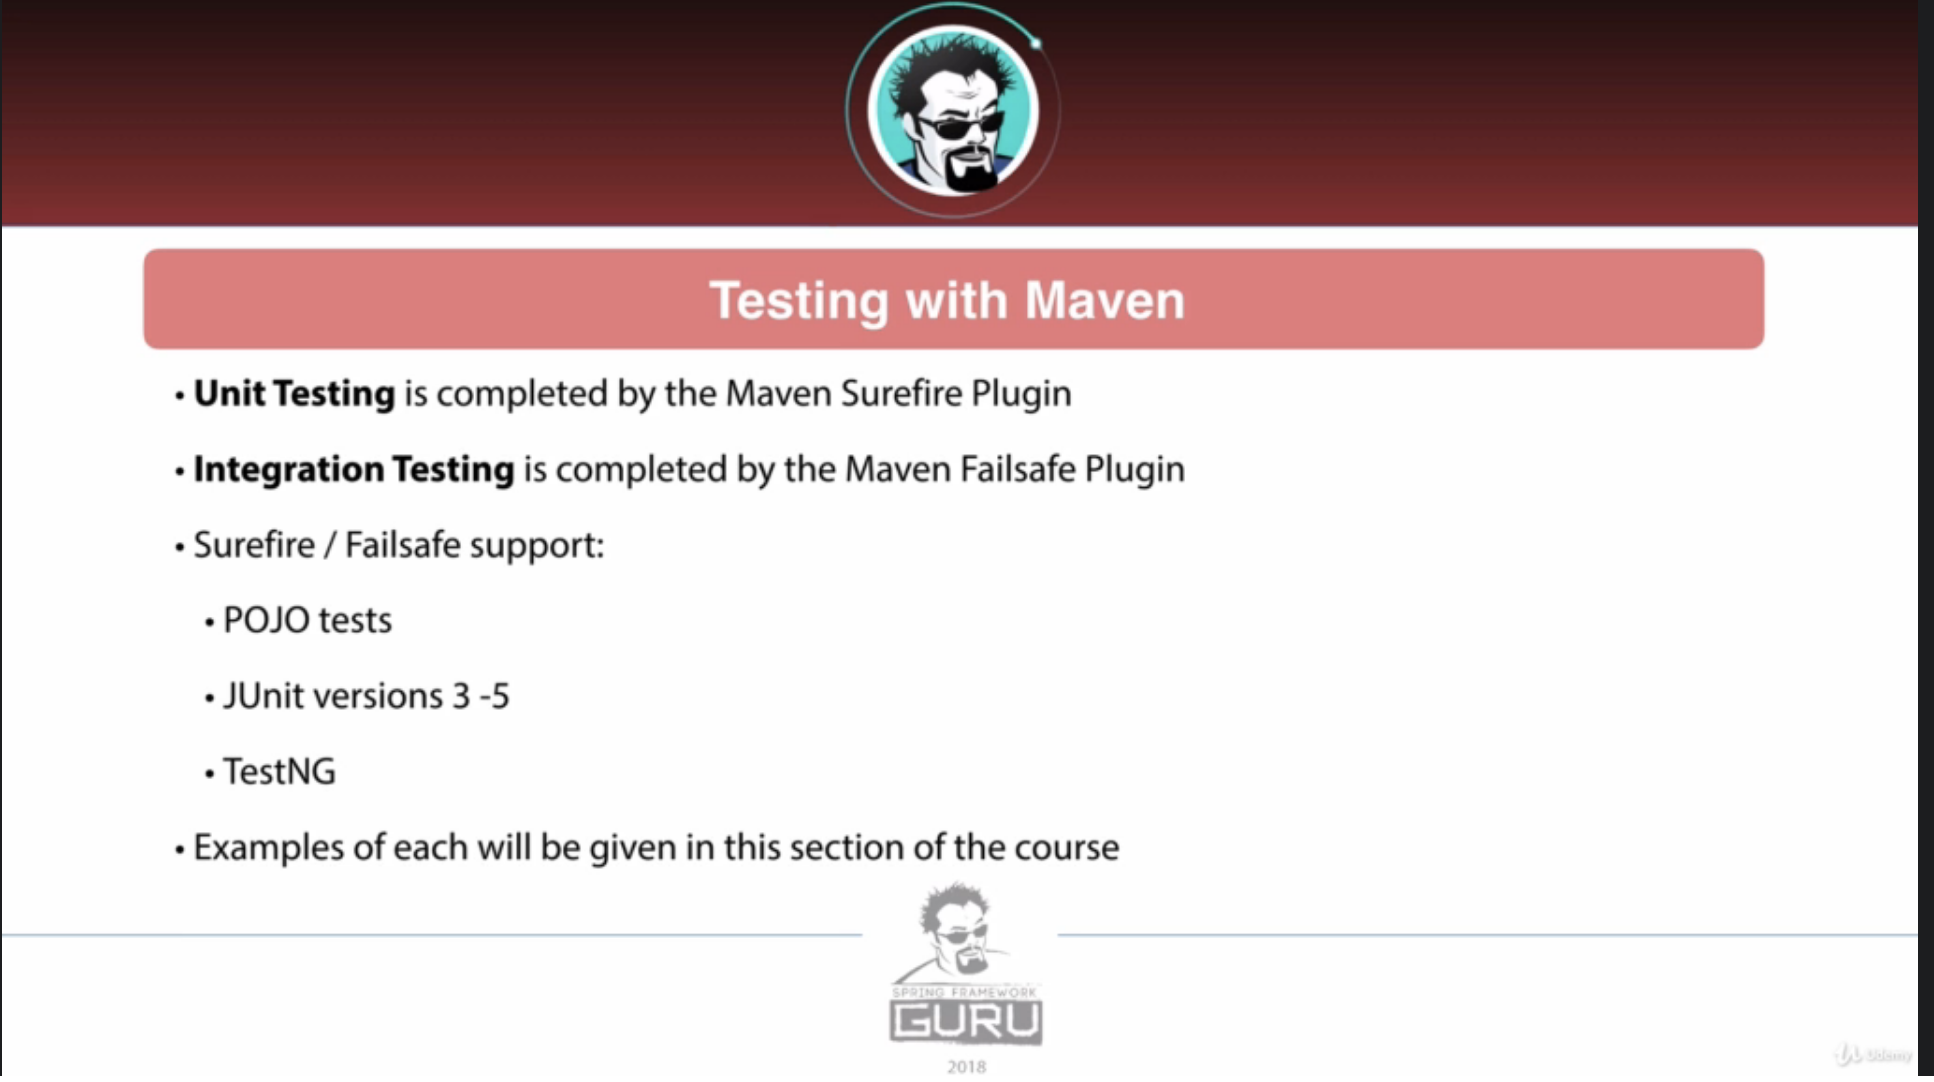 Testing with Maven
• Unit Testing is completed by the Maven Surefire Plugin
• Integration Testing is completed by the Maven Failsafe Plugin
• Surefire / Failsafe support:
• POJO tests
• JUnit versions 3 -5
• TestNG
• Examples of each will be given in this section of the course
SPRING FRAMEWORK
GURU
2018
Udemy